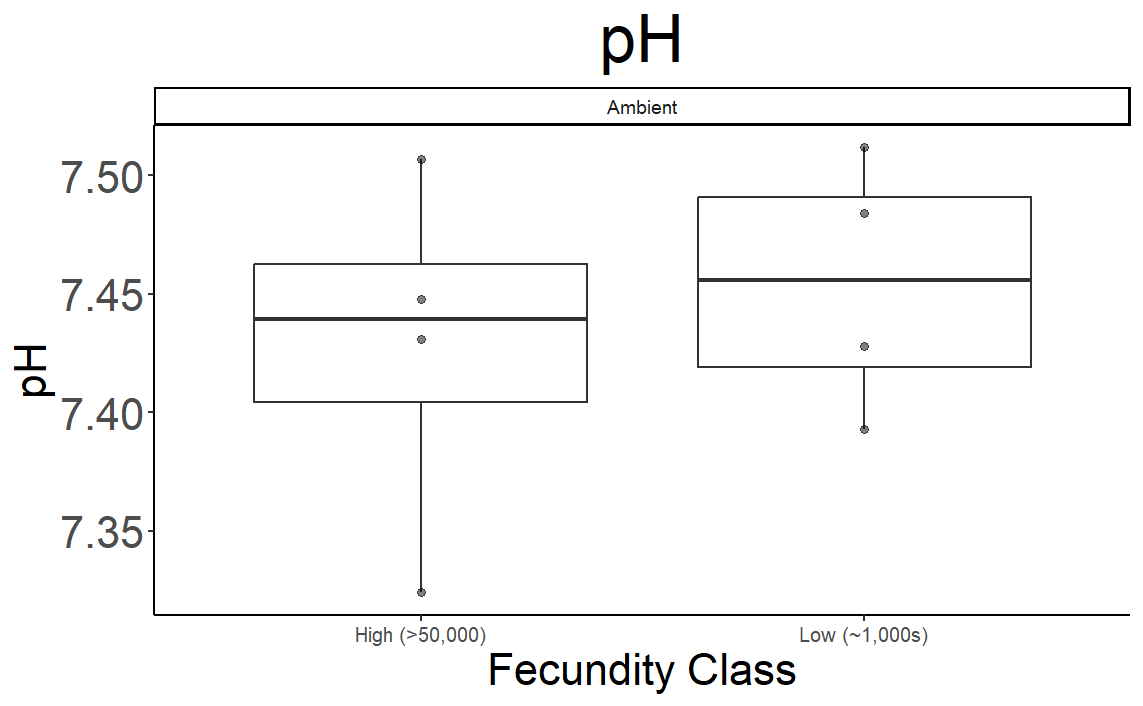 pH
Ambient
7.50
7.45
7.40
7.35
pH
High (>50,000)
Low (~1,000s)
Fecundity Class